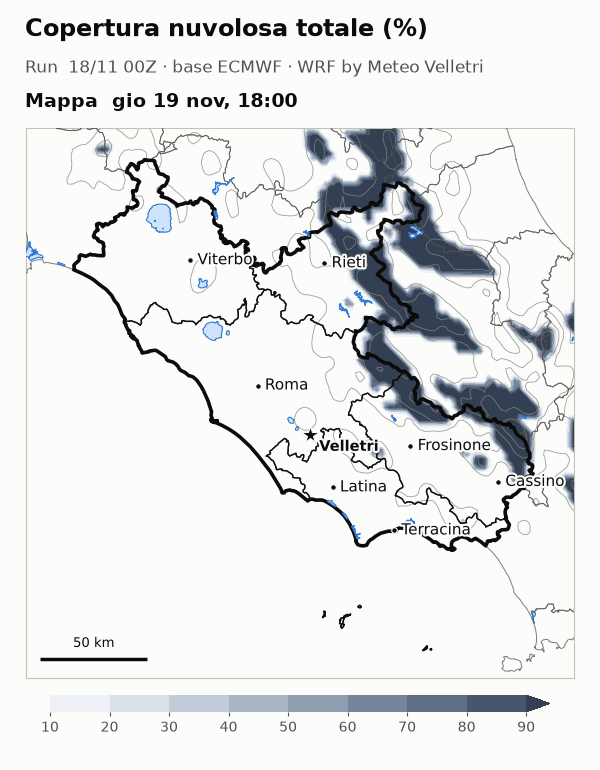 Copertura nuvolosa totale (%)
Run  18/11 00Z · base ECMWF · WRF by Meteo Velletri
Mappa  gio 19 nov, 18:00
Viterbo
Rieti
Roma
Velletri
Frosinone
Latina
Cassino
Terracina
50 km
10 20 30 40 50 60 70 80 90